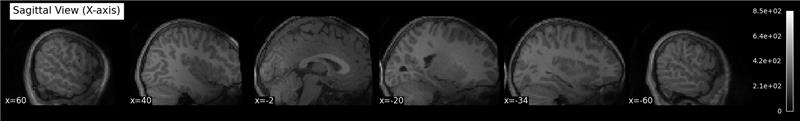 Sagittal View (X-axis)
x=60
x=40
x=-2
x=-20
x=-34
x=-60
8.5e+02
6.4e+02
4.2e+02
2.1e+02
0